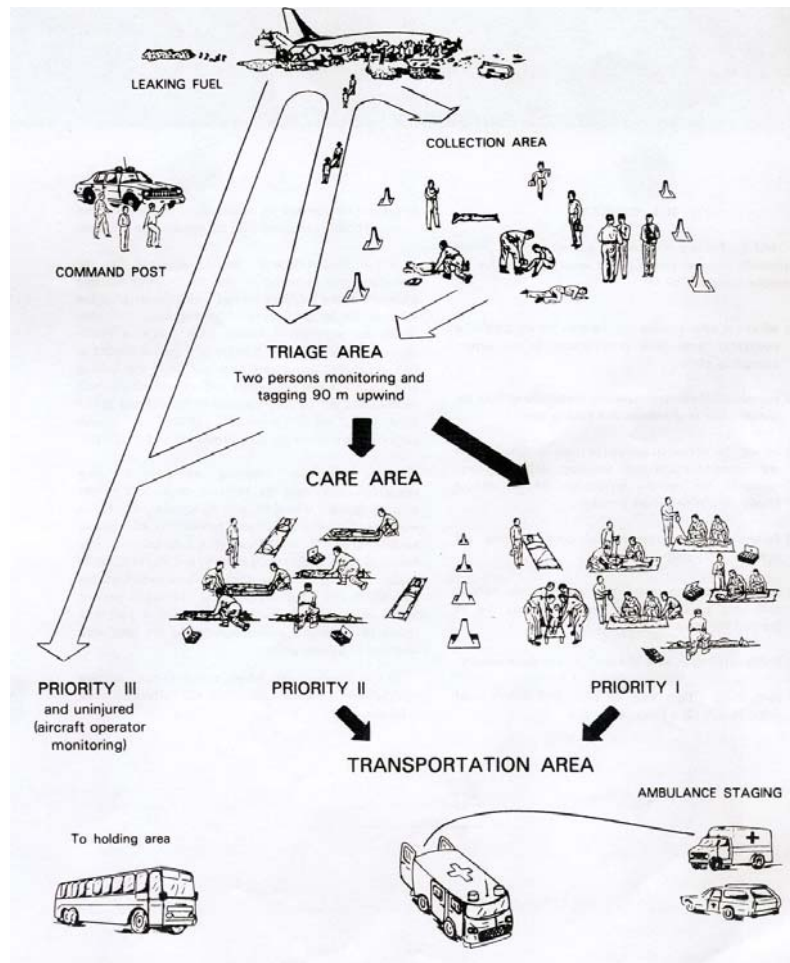 LEAKING FUEL
COLLECTION AREA
COMMAND POST
TRIAGE AREA
Two persons monitoring and
tagging 90 m upwind
CARE AREA
PRIORITY III
and uninjured
(aircraft operator
monitoring)
PRIORITY II
PRIORITY I
TRANSPORTATION AREA
AMBULANCE STAGING
To holding area